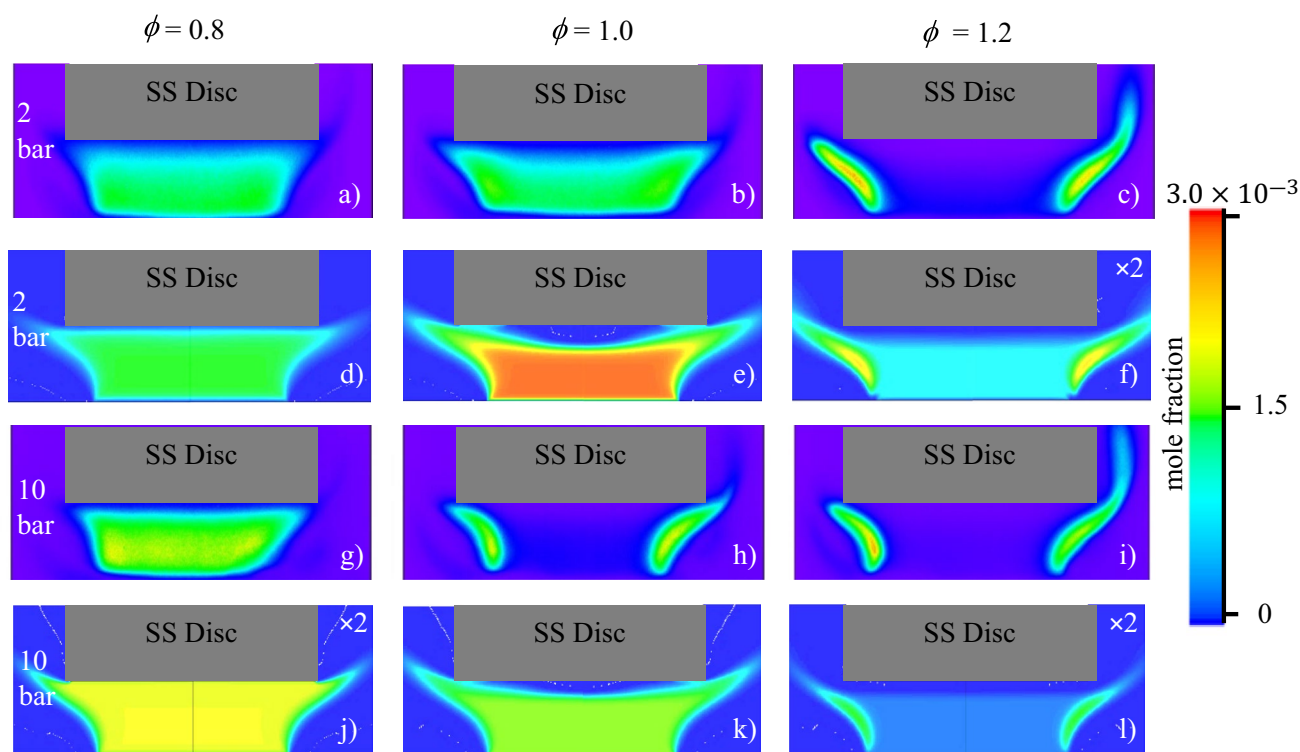 ϕ = 0.8
ϕ = 1.0
ϕ = 1.2
2
bar
SS Disc
a)
SS Disc
b)
SS Disc
c)
2
bar
SS Disc
d)
SS Disc
e)
SS Disc
×2
f)
10
bar
SS Disc
g)
SS Disc
h)
SS Disc
i)
10
bar
SS Disc
×2
j)
SS Disc
k)
SS Disc
×2
l)
3.0 × 10⁻³
1.5
0
mole fraction